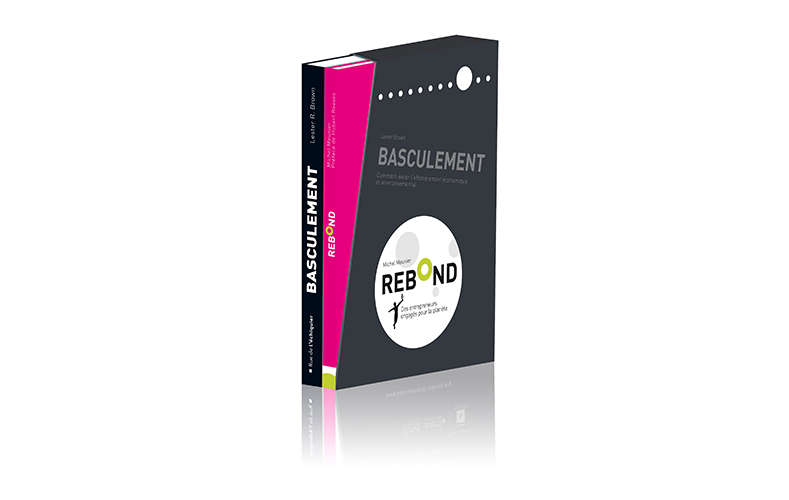 Lester R. Brown
BASCULEMENT
Rue de l'échiquier
Michel Meunier
Préface de Hubert Reeves
REBOND
Lester Brown
BASCULEMENT
Comment éviter l'effondrement économique
et environnemental
Michel Meunier
REBOND
Des entrepreneurs
engagés pour la planète